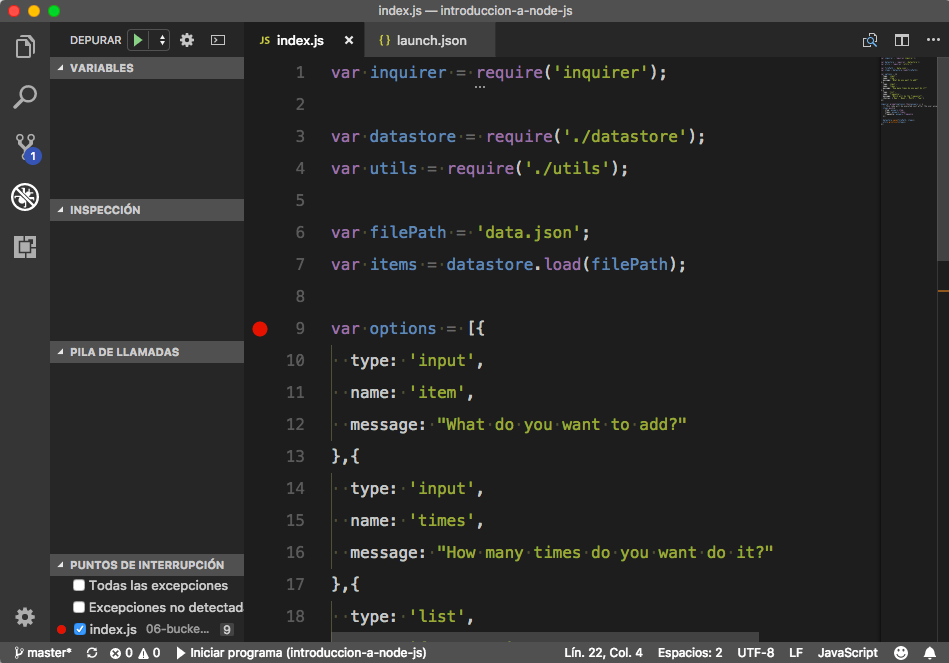 index.js — introduccion-a-node-js
DEPURAR
JS index.js ×
{} launch.json
VARIABLES
INSPECCIÓN
PILA DE LLAMADAS
PUNTOS DE INTERRUPCIÓN
Todas las excepciones
Excepciones no detectad
index.js 06-bucke... 9
1
1 var inquirer = require('inquirer');
2
3 var datastore = require('./datastore');
4 var utils = require('./utils');
5
6 var filePath = 'data.json';
7 var items = datastore.load(filePath);
8
9 var options = [{
10 type: 'input',
11 name: 'item',
12 message: "What do you want to add?"
13 },{
14 type: 'input',
15 name: 'times',
16 message: "How many times do you want do it?"
17 },{
18 type: 'list',
master* 0 0 Iniciar programa (introduccion-a-node-js) Lín. 22, Col. 4 Espacios: 2 UTF-8 LF JavaScript